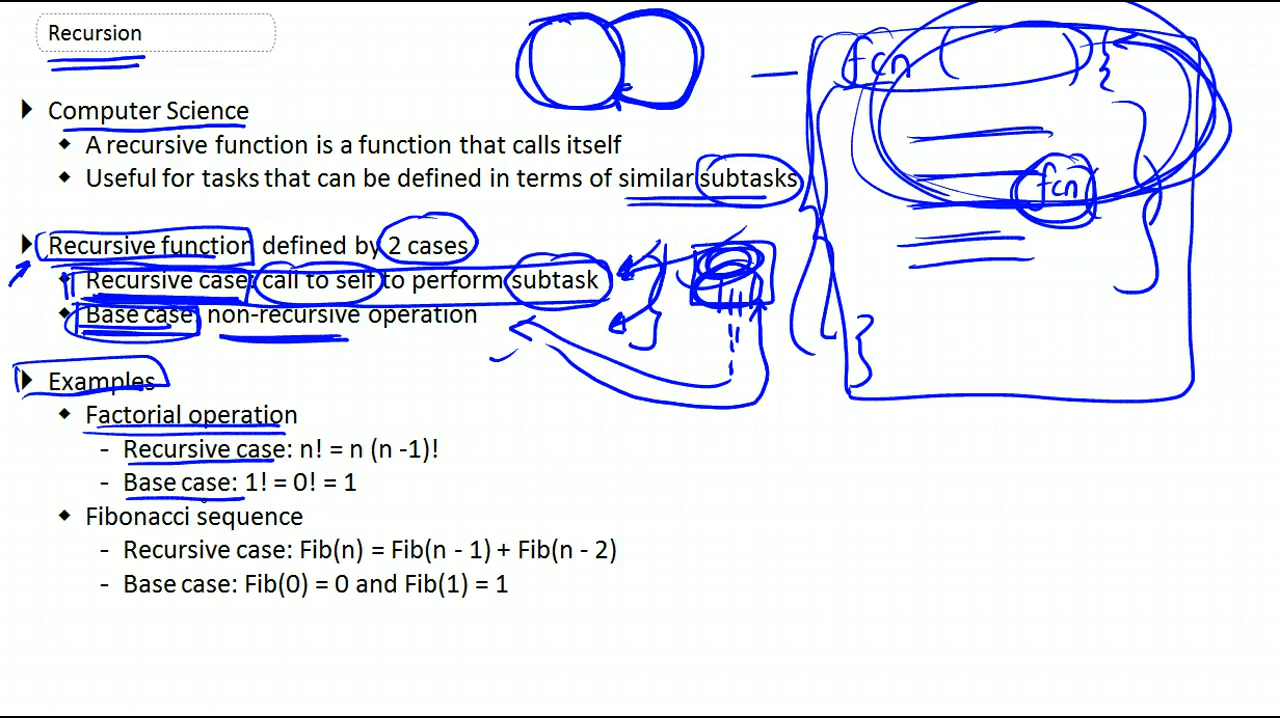 Recursion
Computer Science
A recursive function is a function that calls itself
Useful for tasks that can be defined in terms of similar subtasks
Recursive function defined by 2 cases
Recursive case: call to self to perform subtask
Base case: non-recursive operation
Examples
Factorial operation
- Recursive case: n! = n (n -1)!
- Base case: 1! = 0! = 1
Fibonacci sequence
- Recursive case: Fib(n) = Fib(n - 1) + Fib(n - 2)
- Base case: Fib(0) = 0 and Fib(1) = 1
fcn ( )
fcn